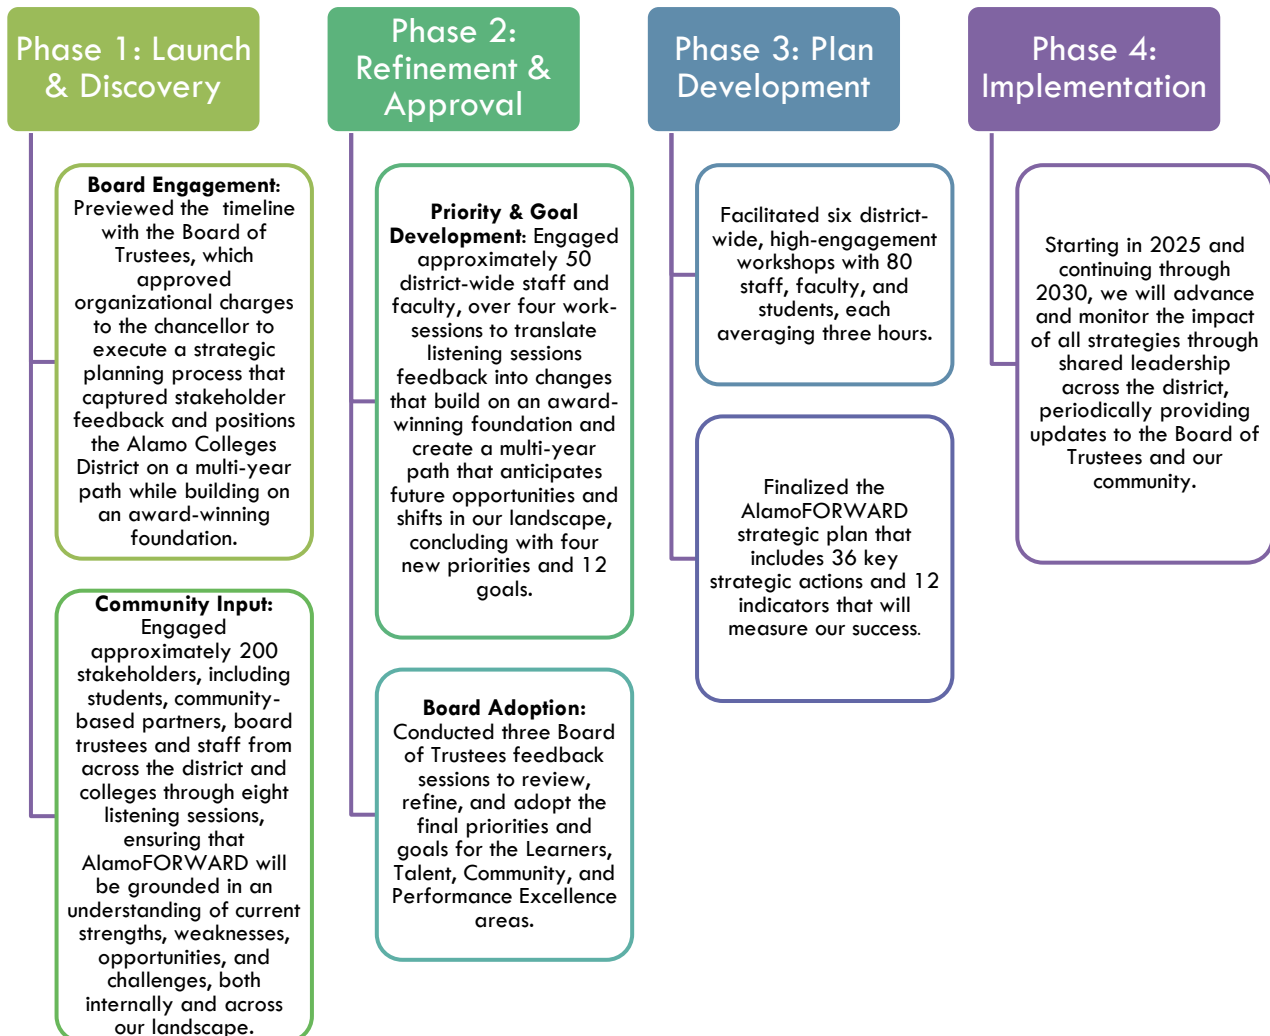 Phase 1: Launch
& Discovery
Board Engagement:
Previewed the timeline
with the Board of
Trustees, which
approved
organizational charges
to the chancellor to
execute a strategic
planning process that
captured stakeholder
feedback and positions
the Alamo Colleges
District on a multi-year
path while building on
an award-winning
foundation.
Community Input:
Engaged
approximately 200
stakeholders, including
students, community-
based partners, board
trustees and staff from
across the district and
colleges through eight
listening sessions,
ensuring that
AlamoFORWARD will
be grounded in an
understanding of current
strengths, weaknesses,
opportunities, and
challenges, both
internally and across
our landscape.
Phase 2:
Refinement &
Approval
Priority & Goal
Development: Engaged
approximately 50
district-wide staff and
faculty, over four work-
sessions to translate
listening sessions
feedback into changes
that build on an award-
winning foundation and
create a multi-year
path that anticipates
future opportunities and
shifts in our landscape,
concluding with four
new priorities and 12
goals.
Board Adoption:
Conducted three Board
of Trustees feedback
sessions to review,
refine, and adopt the
final priorities and
goals for the Learners,
Talent, Community, and
Performance Excellence
areas.
Phase 3: Plan
Development
Facilitated six district-
wide, high-engagement
workshops with 80
staff, faculty, and
students, each
averaging three hours.
Finalized the
AlamoFORWARD
strategic plan that
includes 36 key
strategic actions and 12
indicators that will
measure our success.
Phase 4:
Implementation
Starting in 2025 and
continuing through
2030, we will advance
and monitor the impact
of all strategies through
shared leadership
across the district,
periodically providing
updates to the Board of
Trustees and our
community.